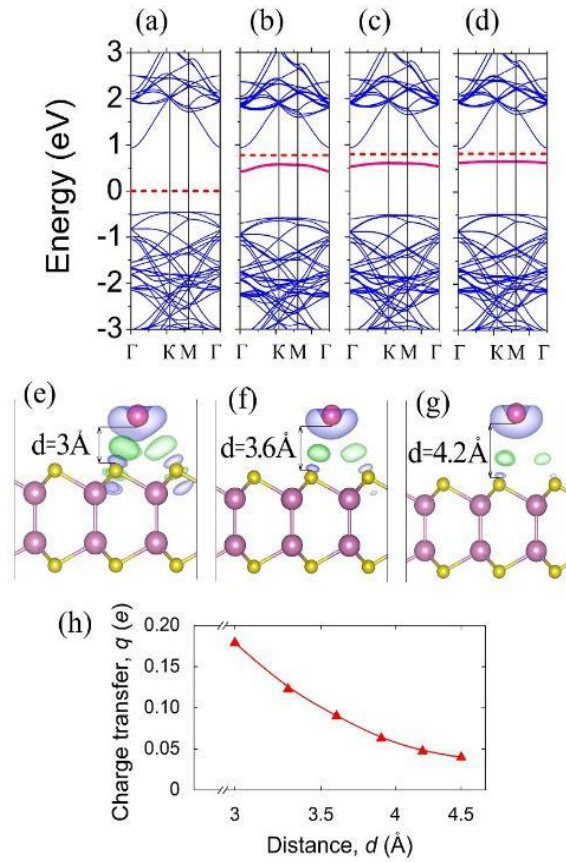 (a) (b) (c) (d)
Energy (eV)
3
2
1
0
-1
-2
-3
Γ K M Γ Γ K M Γ Γ K M Γ Γ K M Γ
(e) (f) (g)
d=3Å d=3.6Å d=4.2Å
(h)
Charge transfer, q (e)
0.20
0.15
0.10
0.05
0
3 3.5 4 4.5
Distance, d (Å)